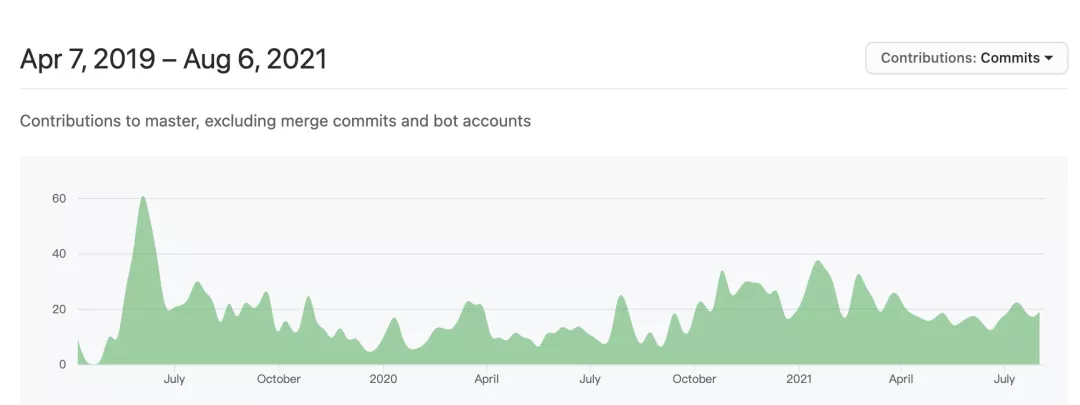 Apr 7, 2019 – Aug 6, 2021
Contributions: Commits
Contributions to master, excluding merge commits and bot accounts
60
40
20
0
July October 2020 April July October 2021 April July